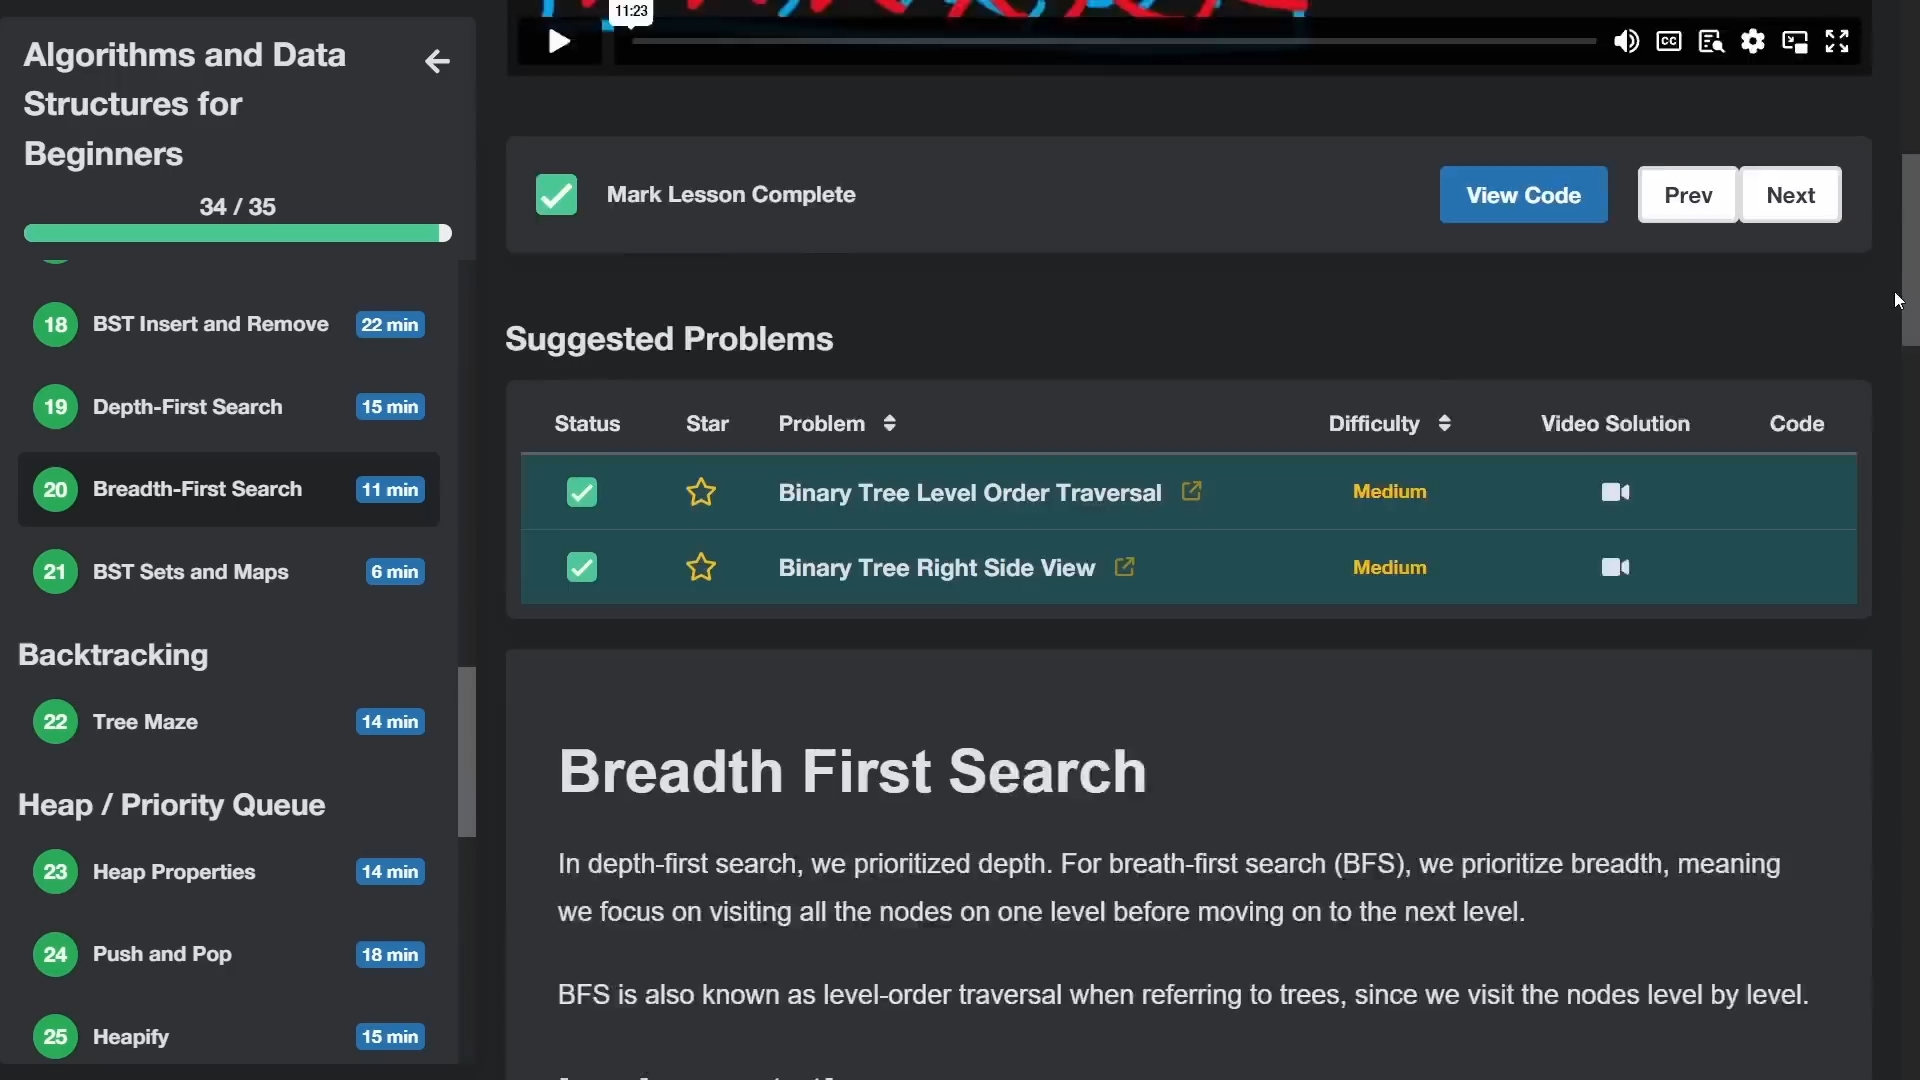 Algorithms and Data
Structures for
Beginners
34 / 35
18 BST Insert and Remove 22 min
19 Depth-First Search 15 min
20 Breadth-First Search 11 min
21 BST Sets and Maps 6 min
Backtracking
22 Tree Maze 14 min
Heap / Priority Queue
23 Heap Properties 14 min
24 Push and Pop 18 min
25 Heapify 15 min
11:23
CC
Mark Lesson Complete View Code Prev Next
Suggested Problems
Status Star Problem Difficulty Video Solution Code
Binary Tree Level Order Traversal Medium
Binary Tree Right Side View Medium
Breadth First Search
In depth-first search, we prioritized depth. For breath-first search (BFS), we prioritize breadth, meaning
we focus on visiting all the nodes on one level before moving on to the next level.
BFS is also known as level-order traversal when referring to trees, since we visit the nodes level by level.